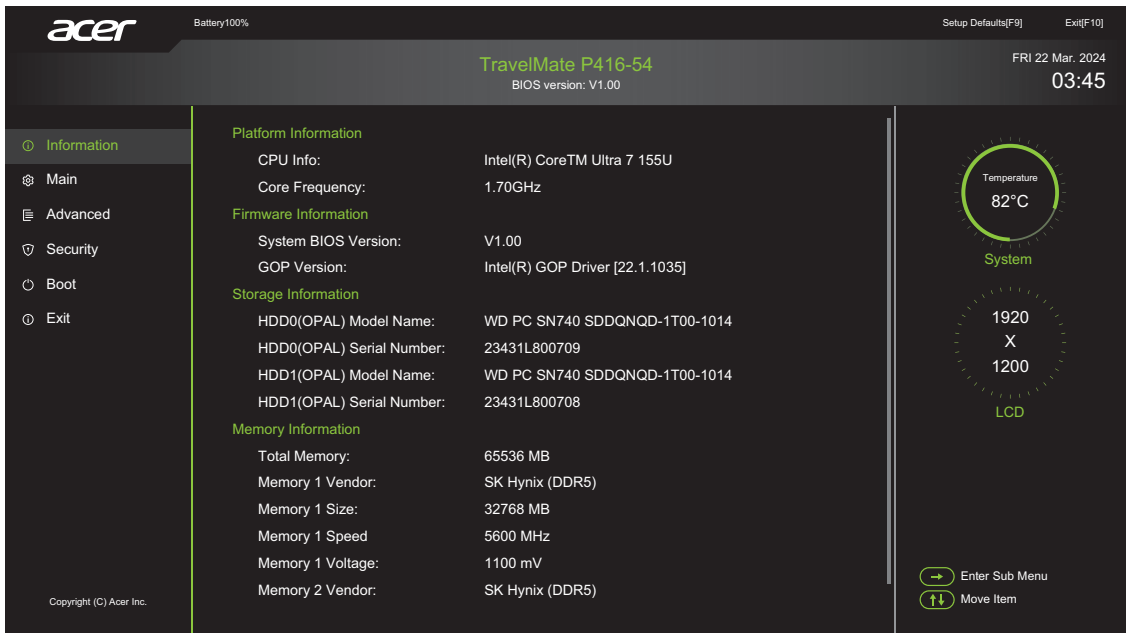 acer
Battery100%
Setup Defaults[F9]
Exit[F10]
TravelMate P416-54
BIOS version: V1.00
FRI 22 Mar. 2024
03:45
Information
Main
Advanced
Security
Boot
Exit
Platform Information
CPU Info: Intel(R) CoreTM Ultra 7 155U
Core Frequency: 1.70GHz
Firmware Information
System BIOS Version: V1.00
GOP Version: Intel(R) GOP Driver [22.1.1035]
Storage Information
HDD0(OPAL) Model Name: WD PC SN740 SDDQNQD-1T00-1014
HDD0(OPAL) Serial Number: 23431L800709
HDD1(OPAL) Model Name: WD PC SN740 SDDQNQD-1T00-1014
HDD1(OPAL) Serial Number: 23431L800708
Memory Information
Total Memory: 65536 MB
Memory 1 Vendor: SK Hynix (DDR5)
Memory 1 Size: 32768 MB
Memory 1 Speed 5600 MHz
Memory 1 Voltage: 1100 mV
Memory 2 Vendor: SK Hynix (DDR5)
Temperature
82°C
System
1920
X
1200
LCD
Enter Sub Menu
Move Item
Copyright (C) Acer Inc.